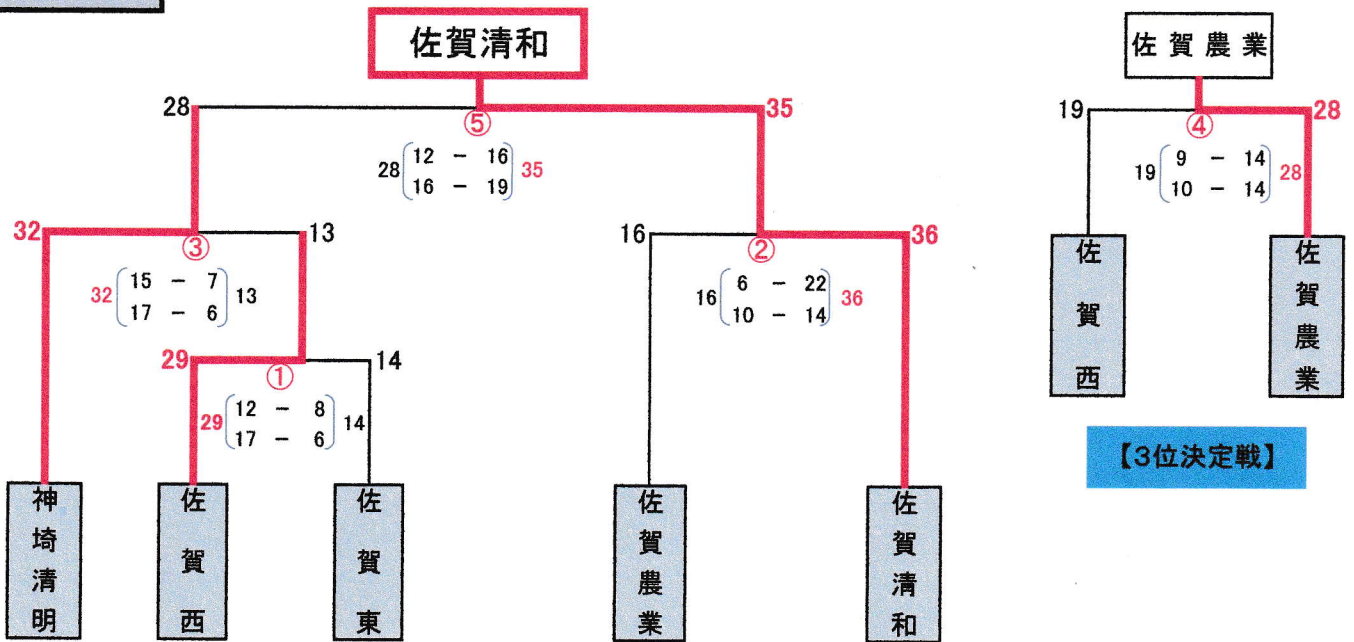 佐賀清和
佐賀農業
28
35
19
28
⑤
④
28 12 - 16 35
16 - 19
19 9 - 14 28
10 - 14
32
13
16
36
③
②
32 15 - 7 13
17 - 6
16 6 - 22 36
10 - 14
佐賀西
佐賀農業
29
14
①
29 12 - 8 14
17 - 6
【3位決定戦】
神埼清明
佐賀西
佐賀東
佐賀農業
佐賀清和